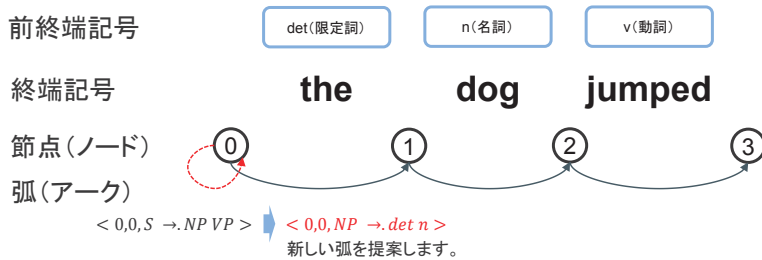 前終端記号 det(限定詞) n(名詞) v(動詞)
終端記号 the dog jumped
節点(ノード) 0 1 2 3
弧(アーク)
< 0,0, S → .NP VP > < 0,0, NP → .det n >
新しい弧を提案します。